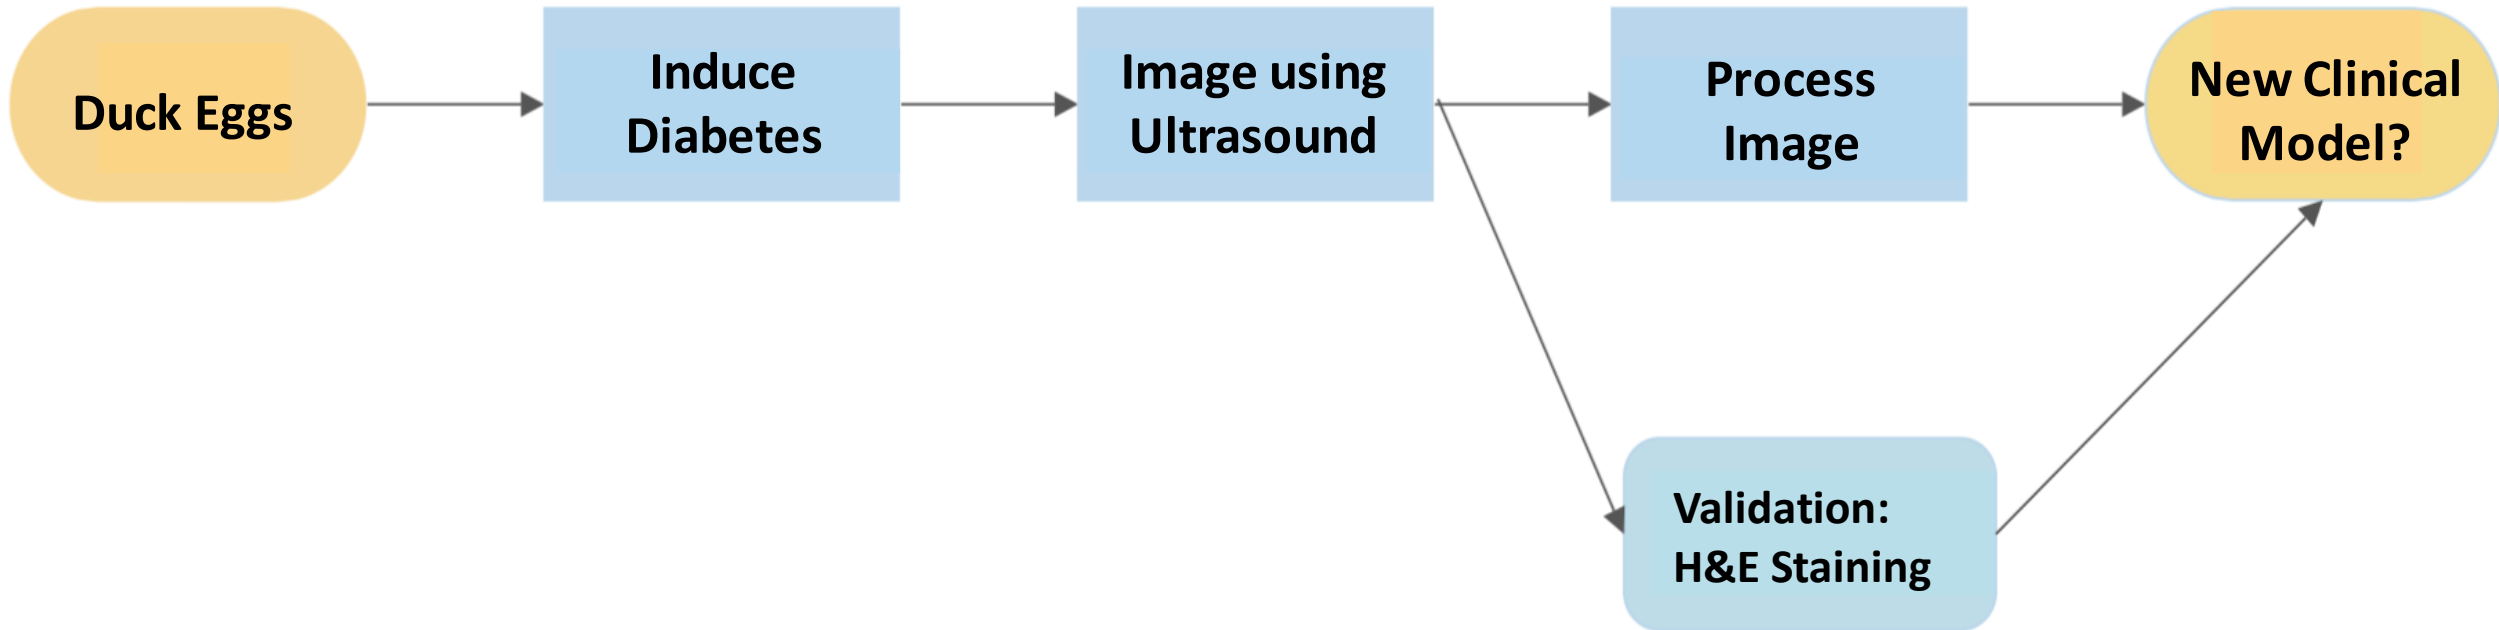 Duck Eggs
Induce
Diabetes
Image using
Ultrasound
Process
Image
New Clinical
Model?
Validation:
H&E Staining